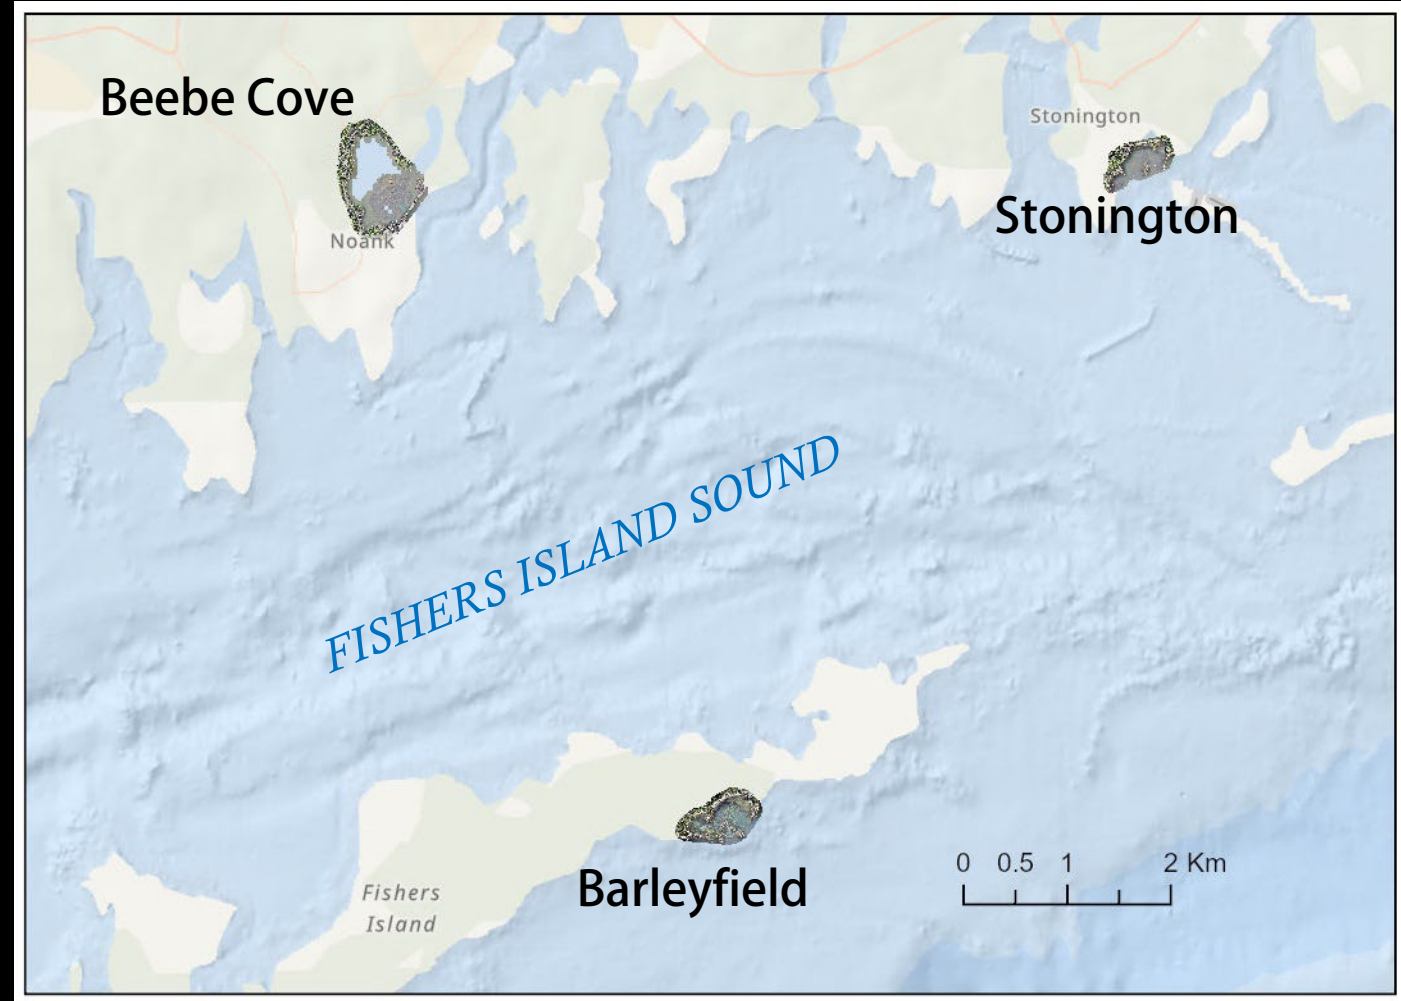 Beebe Cove
Stonington
Stonington
Noank
FISHERS ISLAND SOUND
0 0.5 1 2 Km
Barleyfield
Fishers
Island